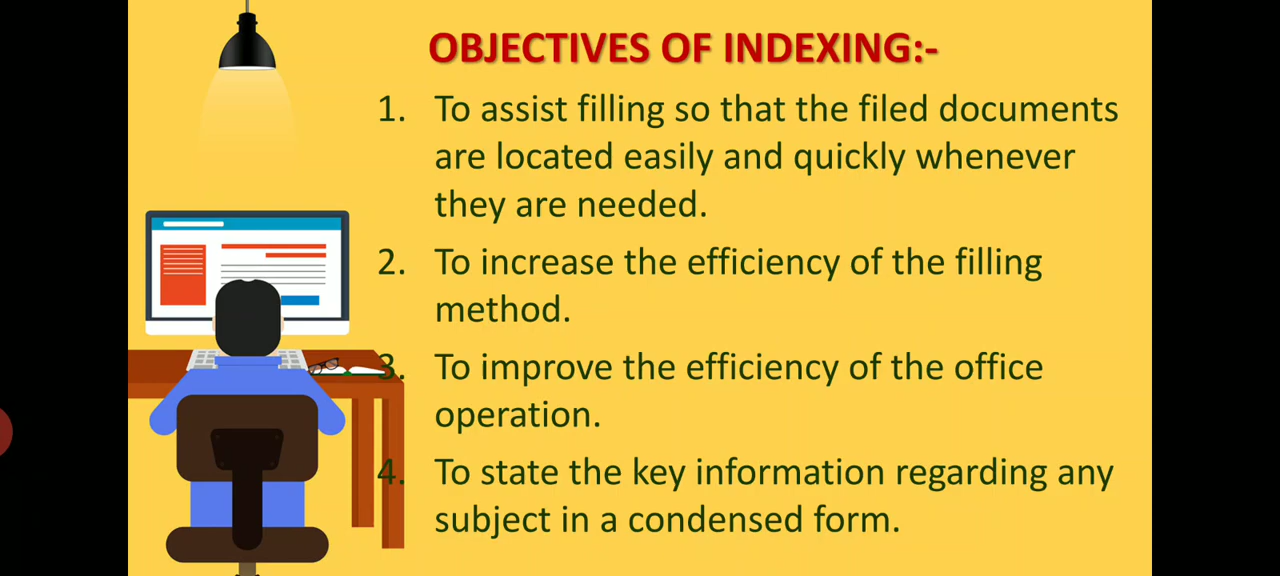 OBJECTIVES OF INDEXING:-
1. To assist filling so that the filed documents
are located easily and quickly whenever
they are needed.
2. To increase the efficiency of the filling
method.
3. To improve the efficiency of the office
operation.
4. To state the key information regarding any
subject in a condensed form.